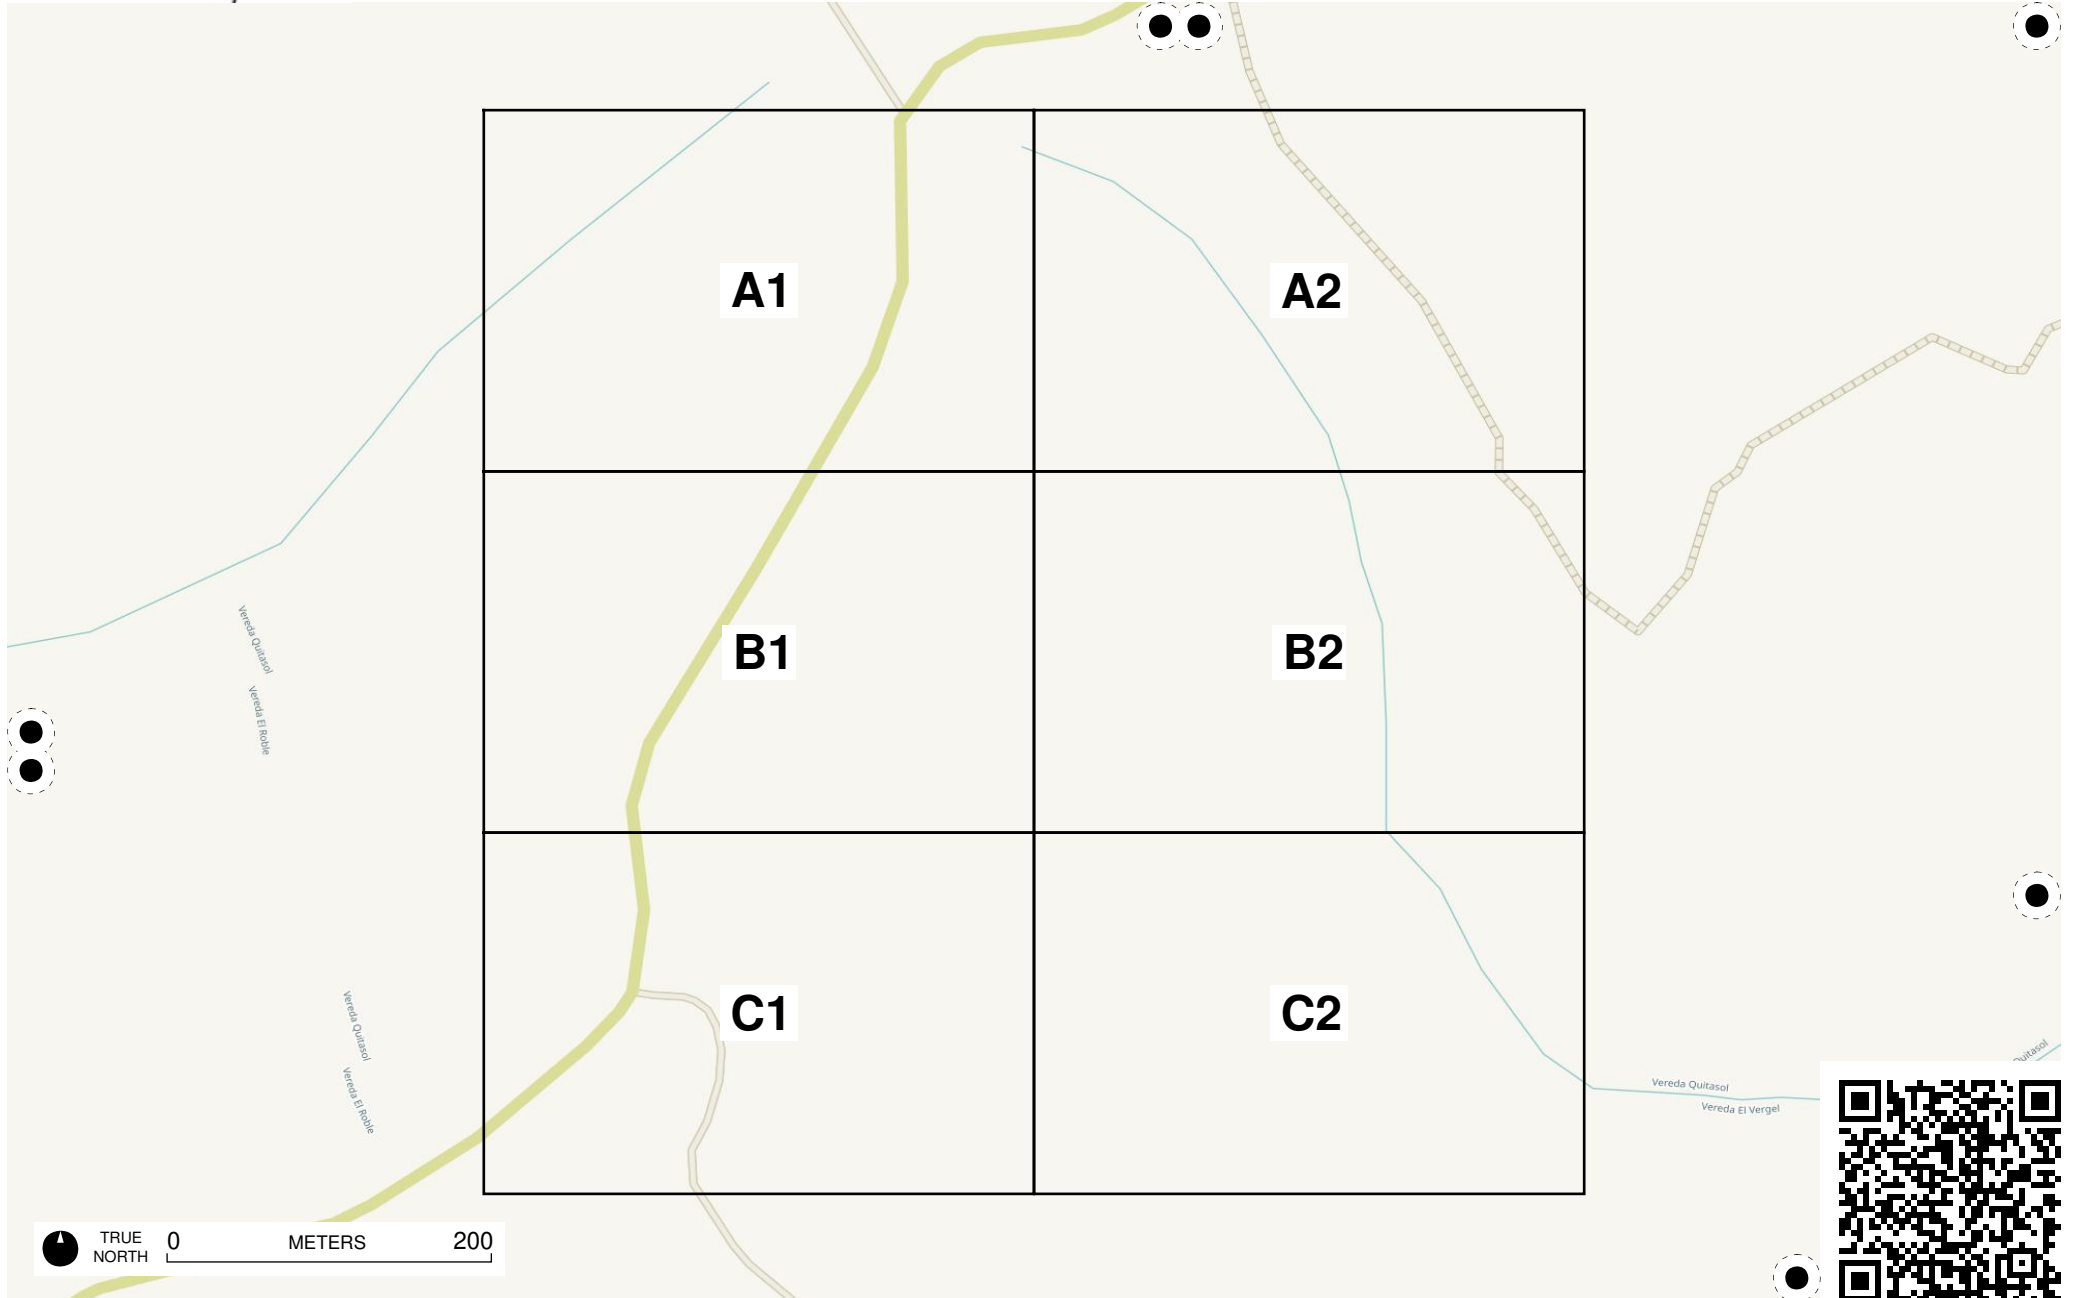 A1
A2
Vereda Quitasol
Vereda El Roble
B1
B2
Vereda Quitasol
Vereda El Roble
C1
C2
Quitasol
Vereda Quitasol
Vereda El Vergel
TRUE
NORTH
0 METERS 200